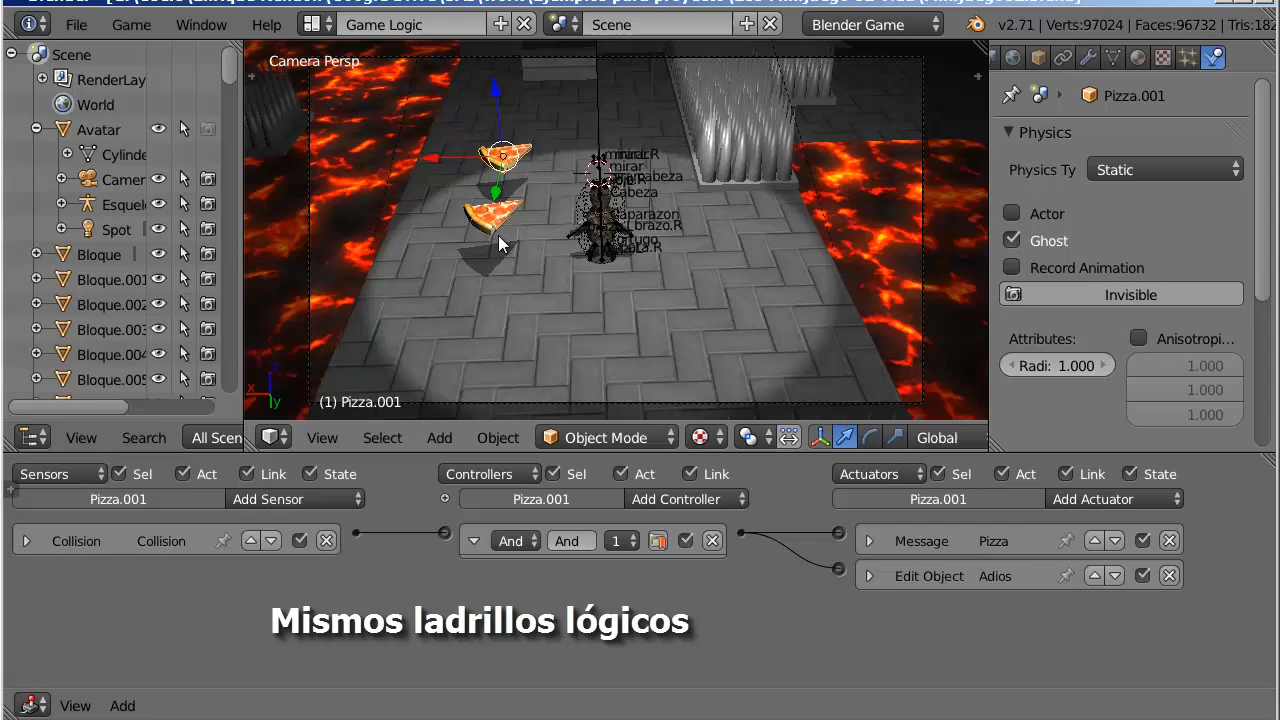 File Game Window Help Game Logic Scene Blender Game v2.71 | Verts:97024 | Faces:96732 | Tris:182
Scene
RenderLay
World
Avatar
Cylinde
Camer
Esquele
Spot
Bloque
Bloque.001
Bloque.002
Bloque.003
Bloque.004
Bloque.005
View Search All Scen
Camera Persp
mirar
Cabeza
caparazon
(1) Pizza.001
View Select Add Object Object Mode Global
Pizza.001
Physics
Physics Ty Static
Actor
Ghost
Record Animation
Invisible
Attributes: Anisotropi...
Radi: 1.000 1.000
1.000
1.000
Sensors Sel Act Link State
Pizza.001 Add Sensor
Collision Collision
Controllers Sel Act Link
Pizza.001 Add Controller
And And 1
Actuators Sel Act Link State
Pizza.001 Add Actuator
Message Pizza
Edit Object Adios
Mismos ladrillos lógicos
View Add